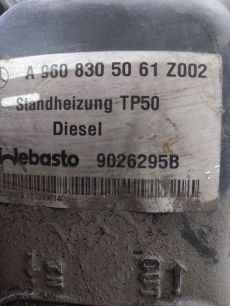 A 960 830 50 61 Z002
Standheizung TP50
Diesel
Webasto 9026295B